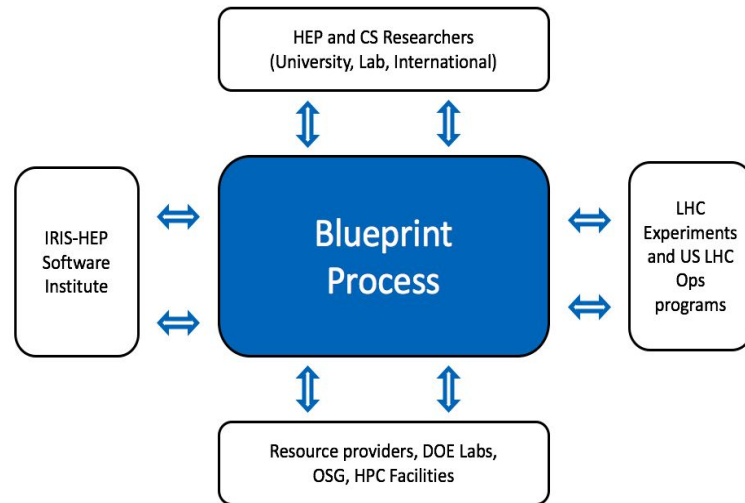 HEP and CS Researchers
(University, Lab, International)
IRIS-HEP
Software
Institute
Blueprint
Process
LHC
Experiments
and US LHC
Ops
programs
Resource providers, DOE Labs,
OSG, HPC Facilities